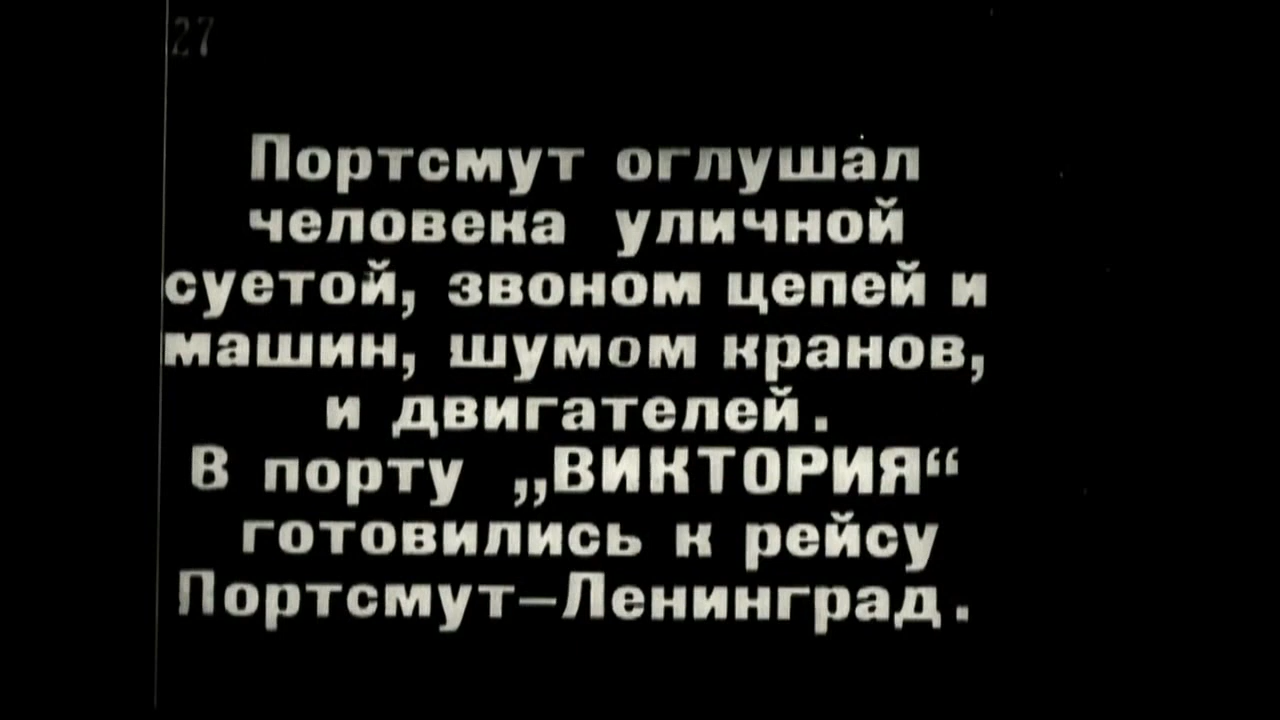 27
Портсмут оглушал
человека уличной
суетой, звоном цепей и
машин, шумом кранов,
и двигателей.
В порту „ВИКТОРИЯ“
готовились к рейсу
Портсмут—Ленинград.